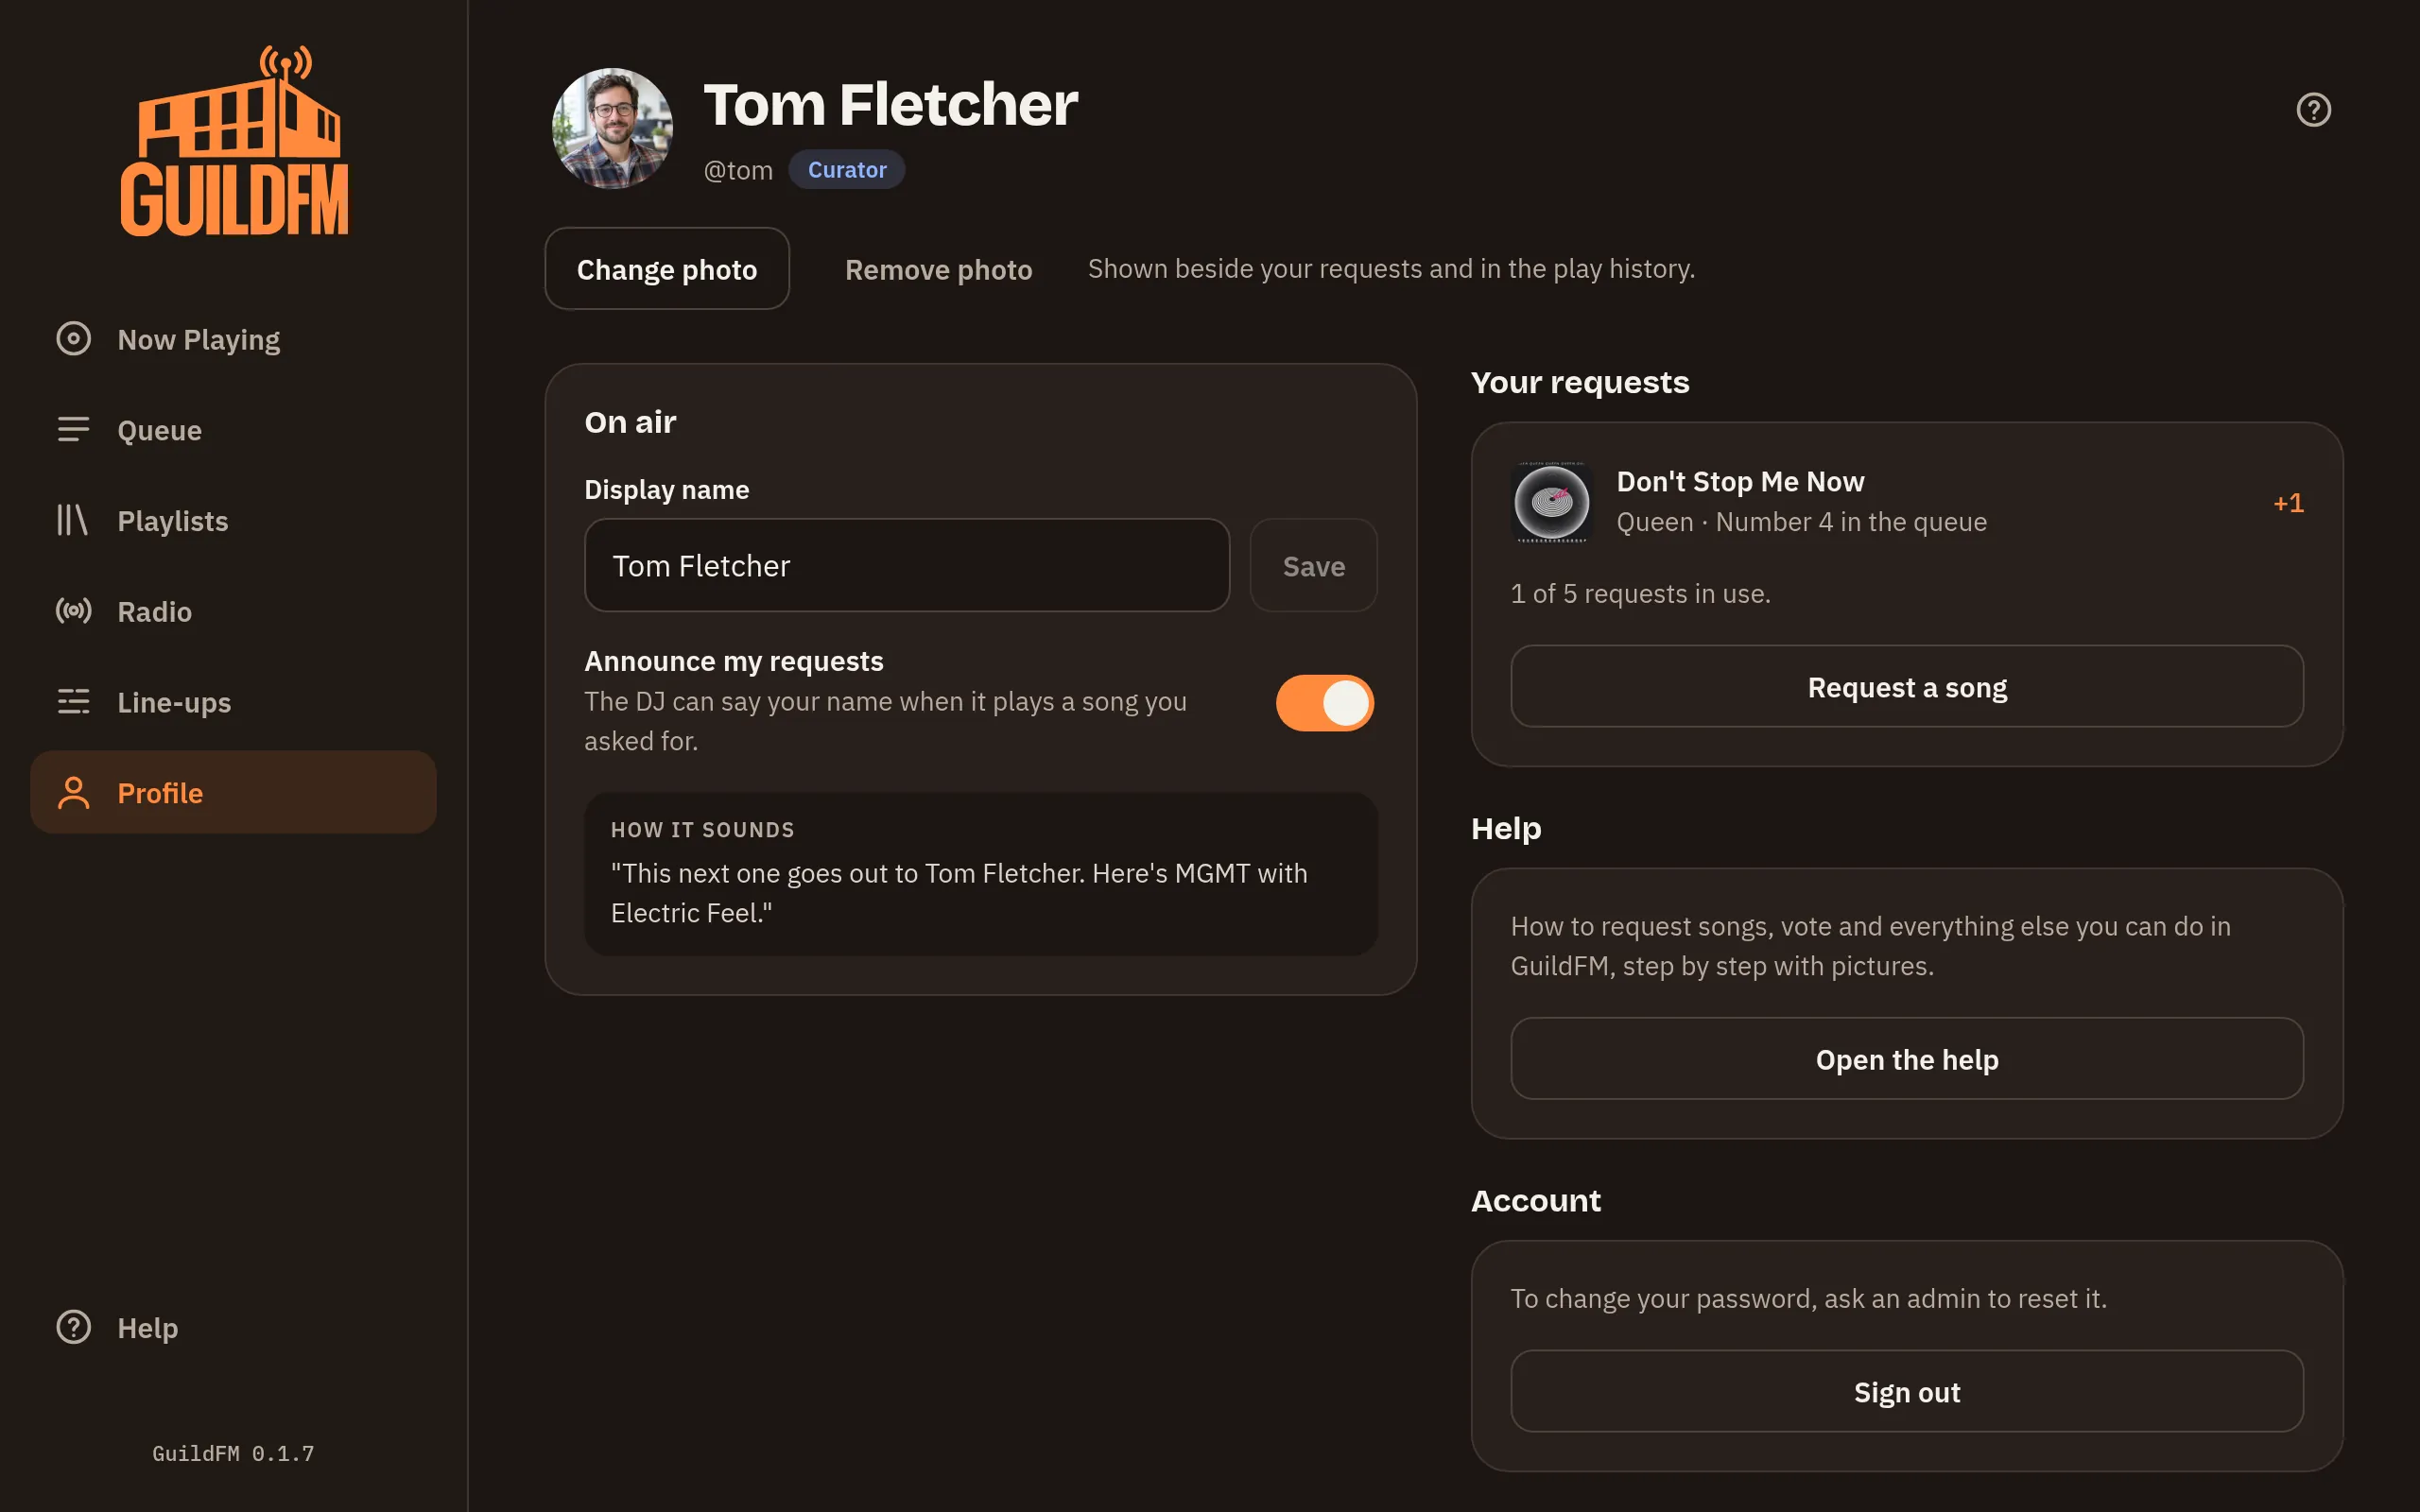 GUILDFM
Now Playing
Queue
Playlists
Radio
Line-ups
Profile
Help
GuildFM 0.1.7
Tom Fletcher
@tom Curator
Change photo Remove photo Shown beside your requests and in the play history.
On air
Display name
Tom Fletcher Save
Announce my requests
The DJ can say your name when it plays a song you
asked for.
HOW IT SOUNDS
"This next one goes out to Tom Fletcher. Here's MGMT with
Electric Feel."
Your requests
Don't Stop Me Now
Queen · Number 4 in the queue
+1
1 of 5 requests in use.
Request a song
Help
How to request songs, vote and everything else you can do in
GuildFM, step by step with pictures.
Open the help
Account
To change your password, ask an admin to reset it.
Sign out